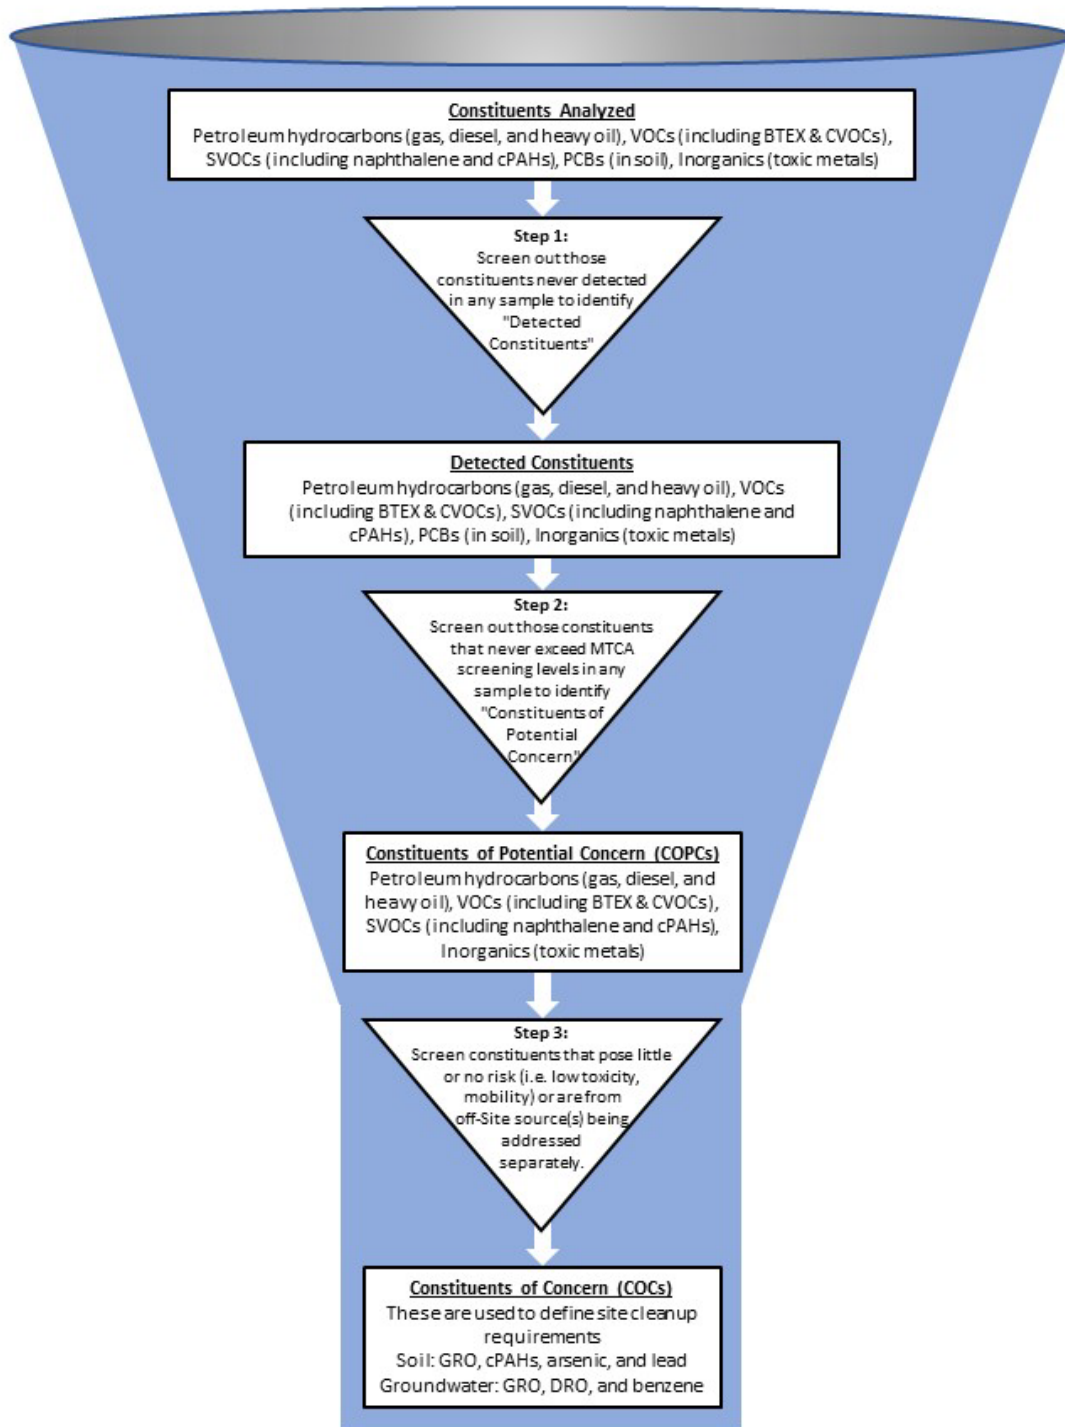 Constituents Analyzed
Petroleum hydrocarbons (gas, diesel, and heavy oil), VOCs (including BTEX & CVOCs),
SVOCs (including naphthalene and cPAHs), PCBs (in soil), Inorganics (toxic metals)
Step 1:
Screen out those
constituents never detected
in any sample to identify
"Detected
Constituents"
Detected Constituents
Petroleum hydrocarbons (gas, diesel, and heavy oil), VOCs
(including BTEX & CVOCs), SVOCs (including naphthalene and
cPAHs), PCBs (in soil), Inorganics (toxic metals)
Step 2:
Screen out those constituents
that never exceed MTCA
screening levels in any
sample to identify
"Constituents of
Potential
Concern"
Constituents of Potential Concern (COPCs)
Petroleum hydrocarbons (gas, diesel, and
heavy oil), VOCs (including BTEX & CVOCs),
SVOCs (including naphthalene and cPAHs),
Inorganics (toxic metals)
Step 3:
Screen constituents that pose little
or no risk (i.e. low toxicity,
mobility) or are from
off-Site source(s) being
addressed
separately.
Constituents of Concern (COCs)
These are used to define site cleanup
requirements
Soil: GRO, cPAHs, arsenic, and lead
Groundwater: GRO, DRO, and benzene